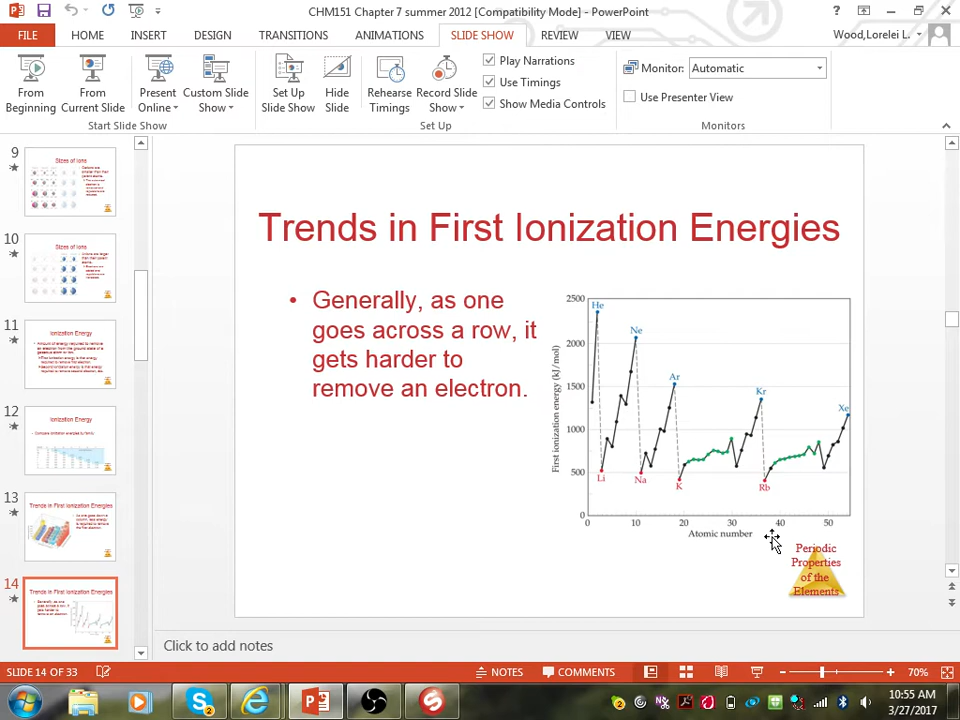 CHM151 Chapter 7 summer 2012 [Compatibility Mode] - PowerPoint
FILE HOME INSERT DESIGN TRANSITIONS ANIMATIONS SLIDE SHOW REVIEW VIEW Wood,Lorelei L.
From Beginning
From Current Slide
Present Online
Custom Slide Show
Start Slide Show
Set Up Slide Show
Hide Slide
Rehearse Timings
Record Slide Show
Play Narrations
Use Timings
Show Media Controls
Set Up
Monitor: Automatic
Use Presenter View
Monitors
9
Sizes of Ions
10
Sizes of Ions
11
Ionization Energy
12
Ionization Energy
13
Trends in First Ionization Energies
14
Trends in First Ionization Energies
Trends in First Ionization Energies
• Generally, as one
goes across a row, it
gets harder to
remove an electron.
First ionization energy (kJ/mol)
2500
2000
1500
1000
500
0
He
Ne
Ar
Kr
Xe
Li
Na
K
Rb
0 10 20 30 40 50
Atomic number
Periodic
Properties
of the
Elements
Click to add notes
SLIDE 14 OF 33 NOTES COMMENTS 70%
10:55 AM
3/27/2017